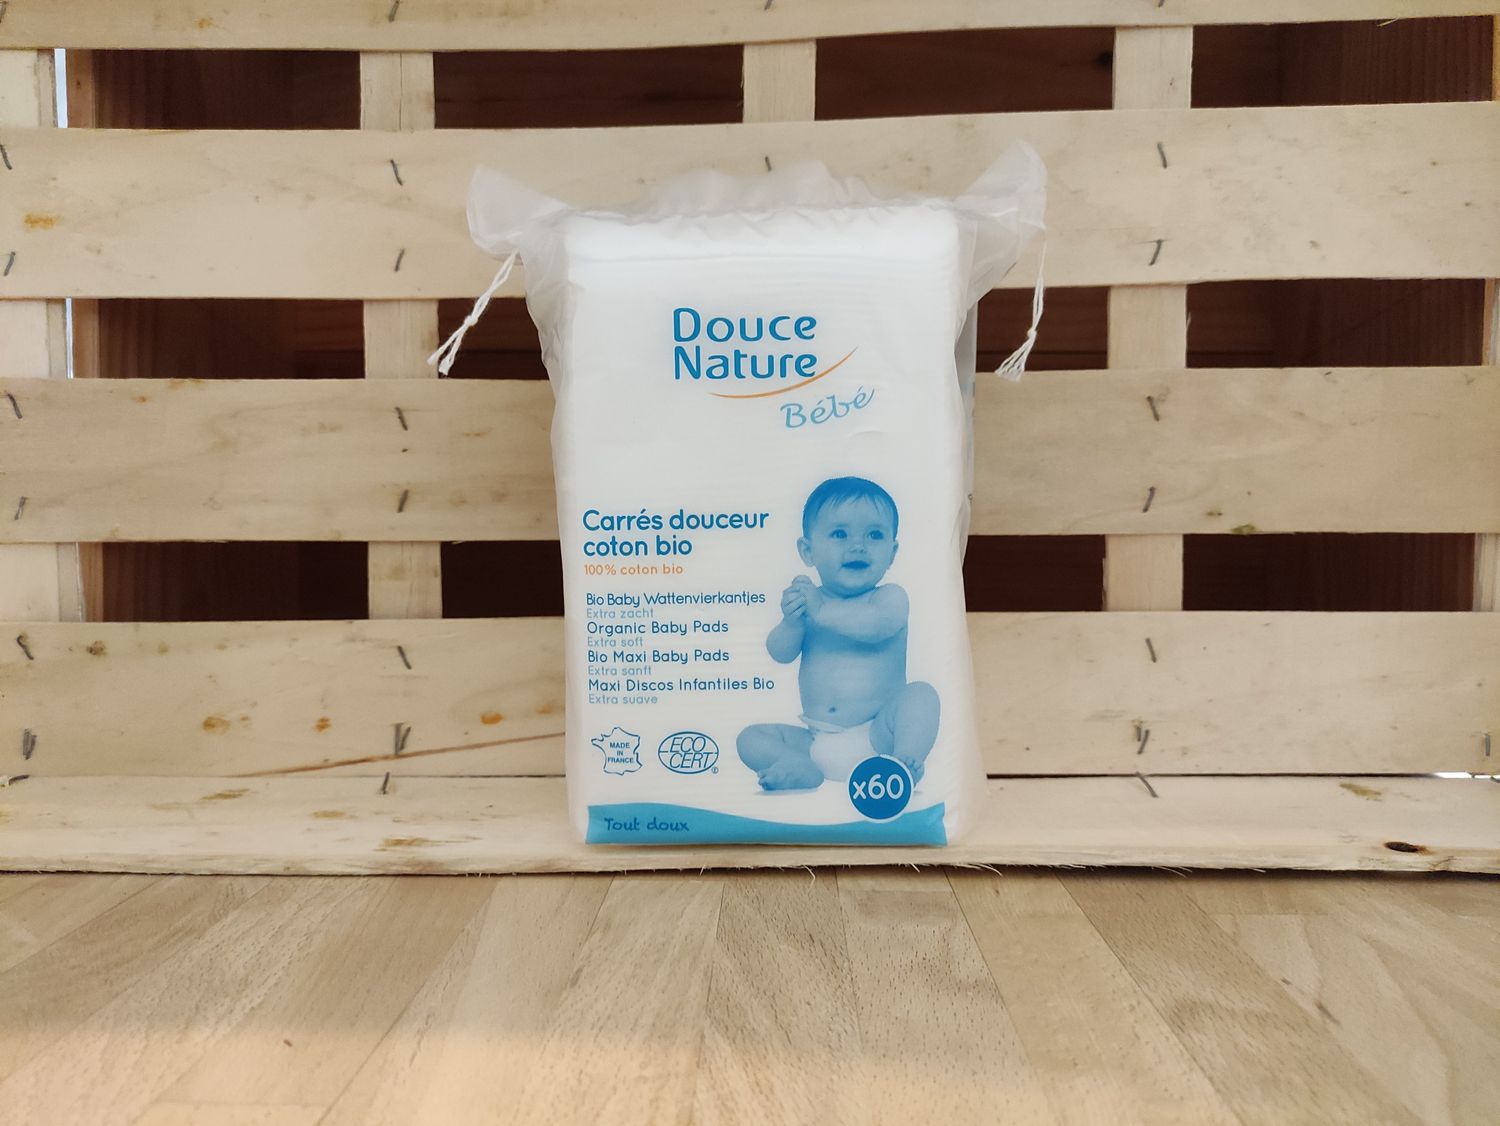 Douce
Nature
Bébé
Carrés douceur
coton bio
100% coton bio
Bio Baby Wattenvierkantjes
Extra zacht
Organic Baby Pads
Extra soft
Bio Maxi Baby Pads
Extra sanft
Maxi Discos Infantiles Bio
Extra suave
MADE
IN
FRANCE
ECO
CERT®
x60
Tout doux